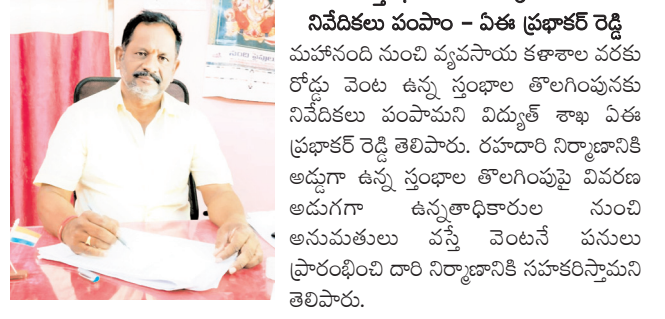 నివేదికలు పంపాం – ఏఈ ప్రభాకర్ రెడ్డి
మహానంది నుంచి వ్యవసాయ కళాశాల వరకు
రోడ్డు వెంట ఉన్న స్తంభాల తొలగింపునకు
నివేదికలు పంపామని విద్యుత్ శాఖ ఏఈ
ప్రభాకర్ రెడ్డి తెలిపారు. రహదారి నిర్మాణానికి
అడ్డుగా ఉన్న స్తంభాల తొలగింపుపై వివరణ
అడుగగా ఉన్నతాధికారుల నుంచి
అనుమతులు వస్తే వెంటనే పనులు
ప్రారంభించి దారి నిర్మాణానికి సహకరిస్తామని
తెలిపారు.